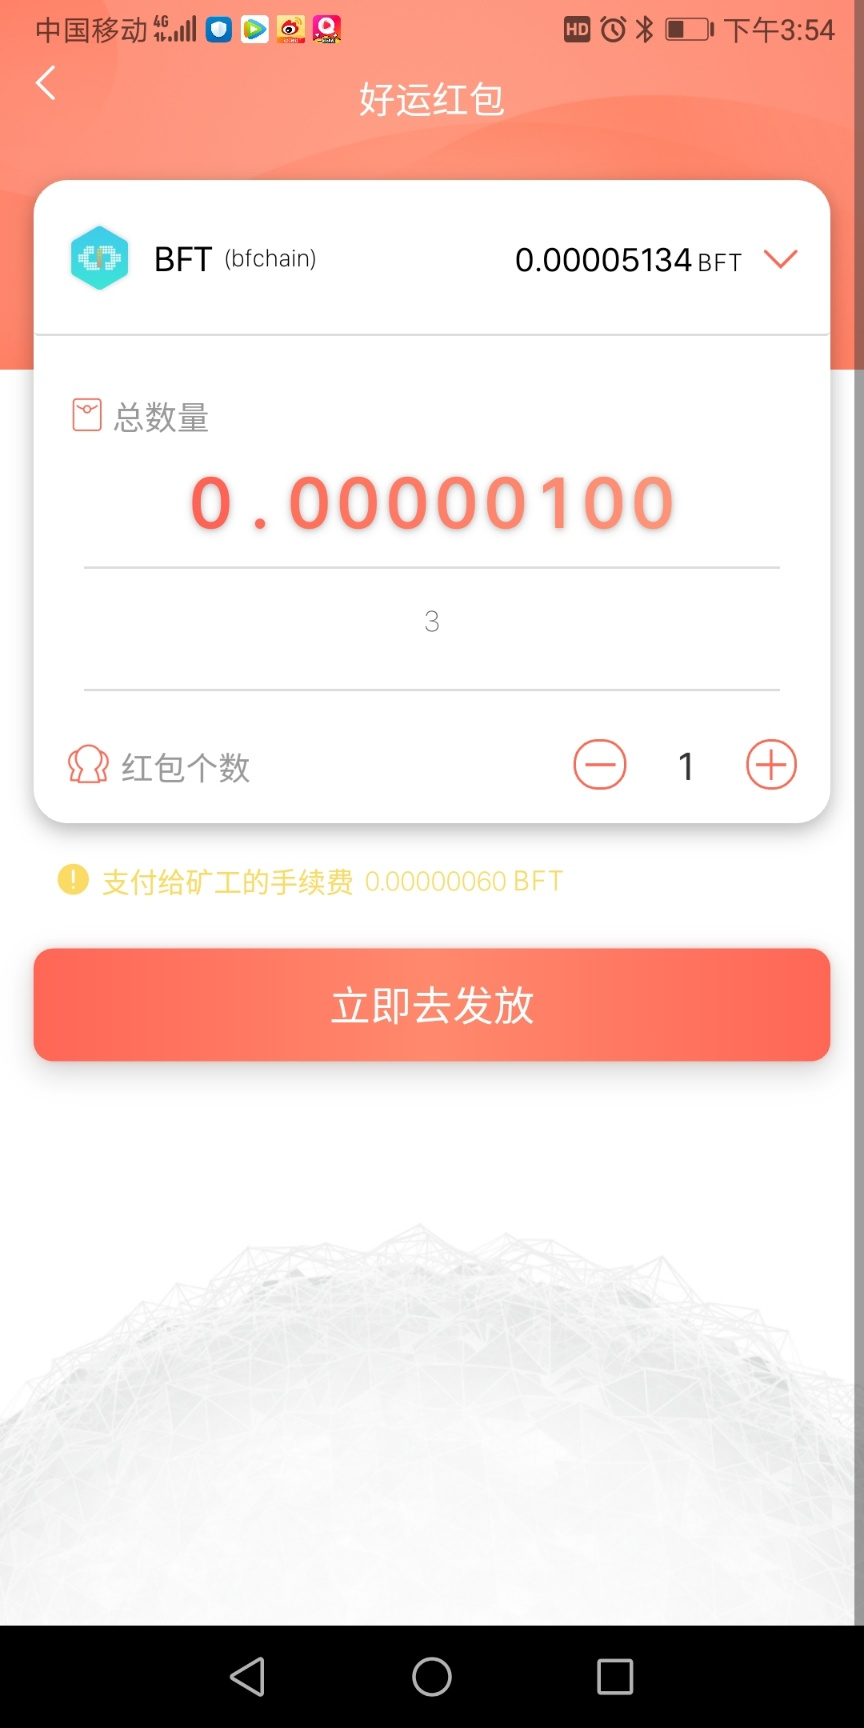 中国移动 4G HD 下午3:54
好运红包
BFT (bfchain) 0.00005134 BFT
总数量
0.00000100
3
红包个数 1
支付给矿工的手续费 0.00000060 BFT
立即去发放